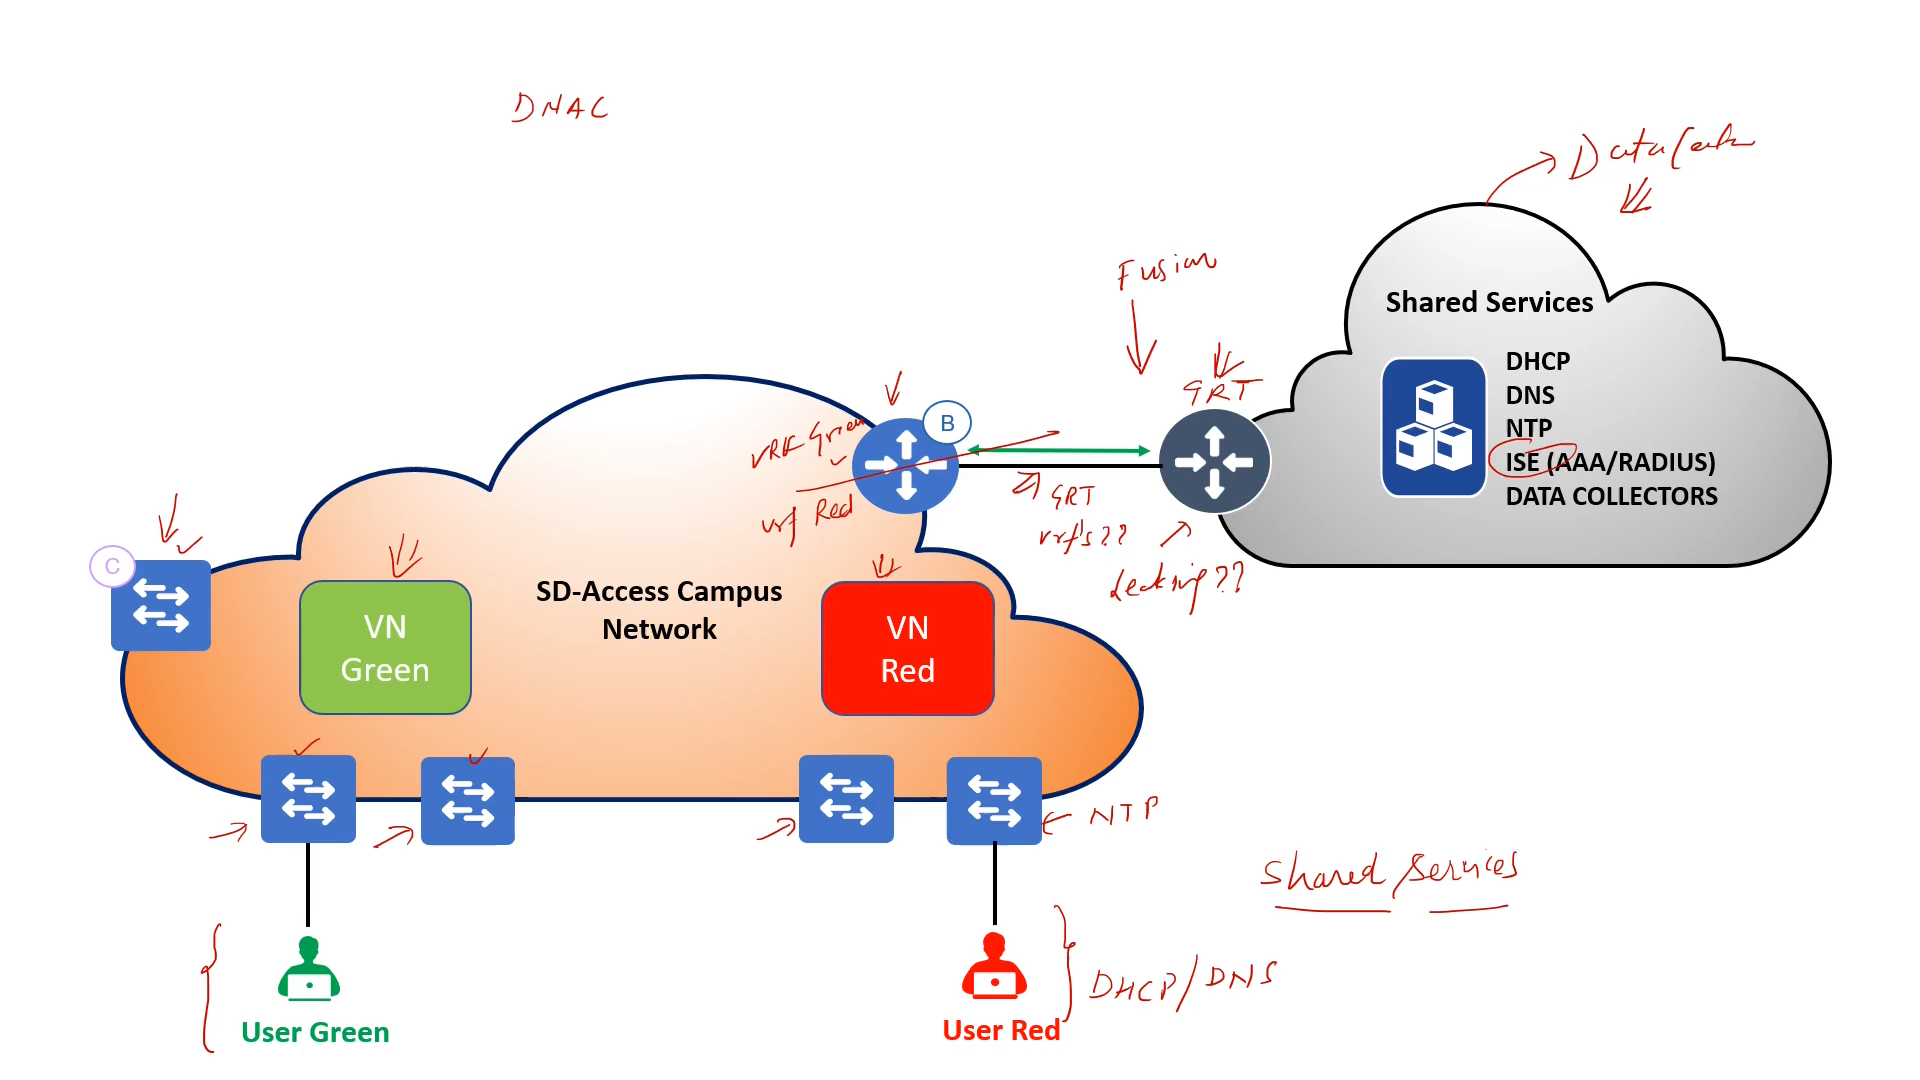 DNAC
Data
Fusion
Shared Services
DHCP
DNS
NTP
ISE (AAA/RADIUS)
DATA COLLECTORS
GRT
B
VRF Green
vrf Red
GRT
vrf's??
Leaking??
C
SD-Access Campus
Network
VN
Green
VN
Red
NTP
Shared Services
DHCP/DNS
User Green
User Red